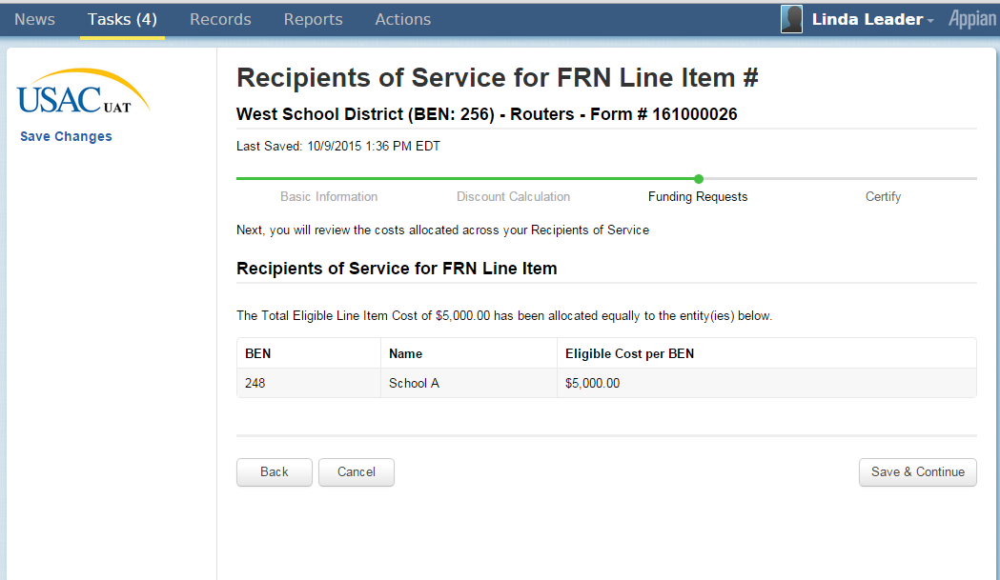 News Tasks (4) Records Reports Actions Linda Leader Appian
USAC UAT
Save Changes
Recipients of Service for FRN Line Item #
West School District (BEN: 256) - Routers - Form # 161000026
Last Saved: 10/9/2015 1:36 PM EDT
Basic Information Discount Calculation Funding Requests Certify
Next, you will review the costs allocated across your Recipients of Service
Recipients of Service for FRN Line Item
The Total Eligible Line Item Cost of $5,000.00 has been allocated equally to the entity(ies) below.
BEN Name Eligible Cost per BEN
248 School A $5,000.00
Back Cancel Save & Continue